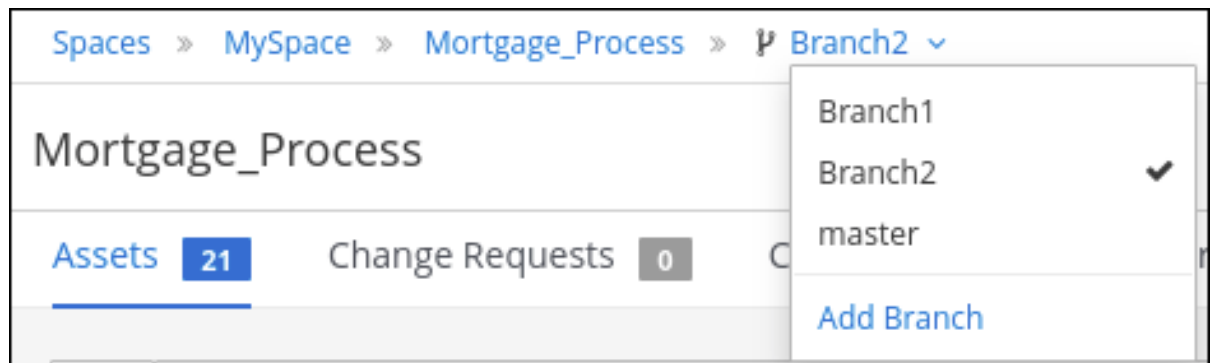 Spaces » MySpace » Mortgage_Process » Branch2
Branch1
Mortgage_Process
Branch2
master
Assets 21 Change Requests 0
Add Branch